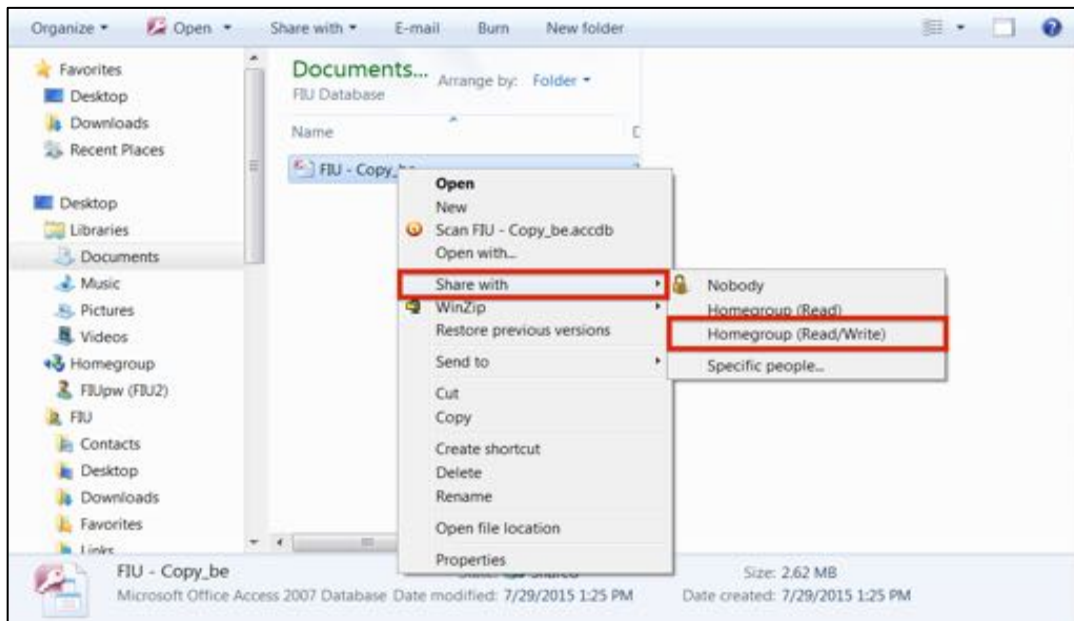 Organize Open Share with E-mail Burn New folder
Favorites
Desktop
Downloads
Recent Places
Desktop
Libraries
Documents
Music
Pictures
Videos
Homegroup
FIUpw (FIU2)
FIU
Contacts
Desktop
Downloads
Favorites
Links
Documents...
FIU Database
Arrange by: Folder
Name
FIU - Copy_be
Open
New
Scan FIU - Copy_be.accdb
Open with...
Share with
WinZip
Restore previous versions
Send to
Cut
Copy
Create shortcut
Delete
Rename
Open file location
Properties
Nobody
Homegroup (Read)
Homegroup (Read/Write)
Specific people...
FIU - Copy_be
Shared
Size: 2.62 MB
Microsoft Office Access 2007 Database Date modified: 7/29/2015 1:25 PM Date created: 7/29/2015 1:25 PM